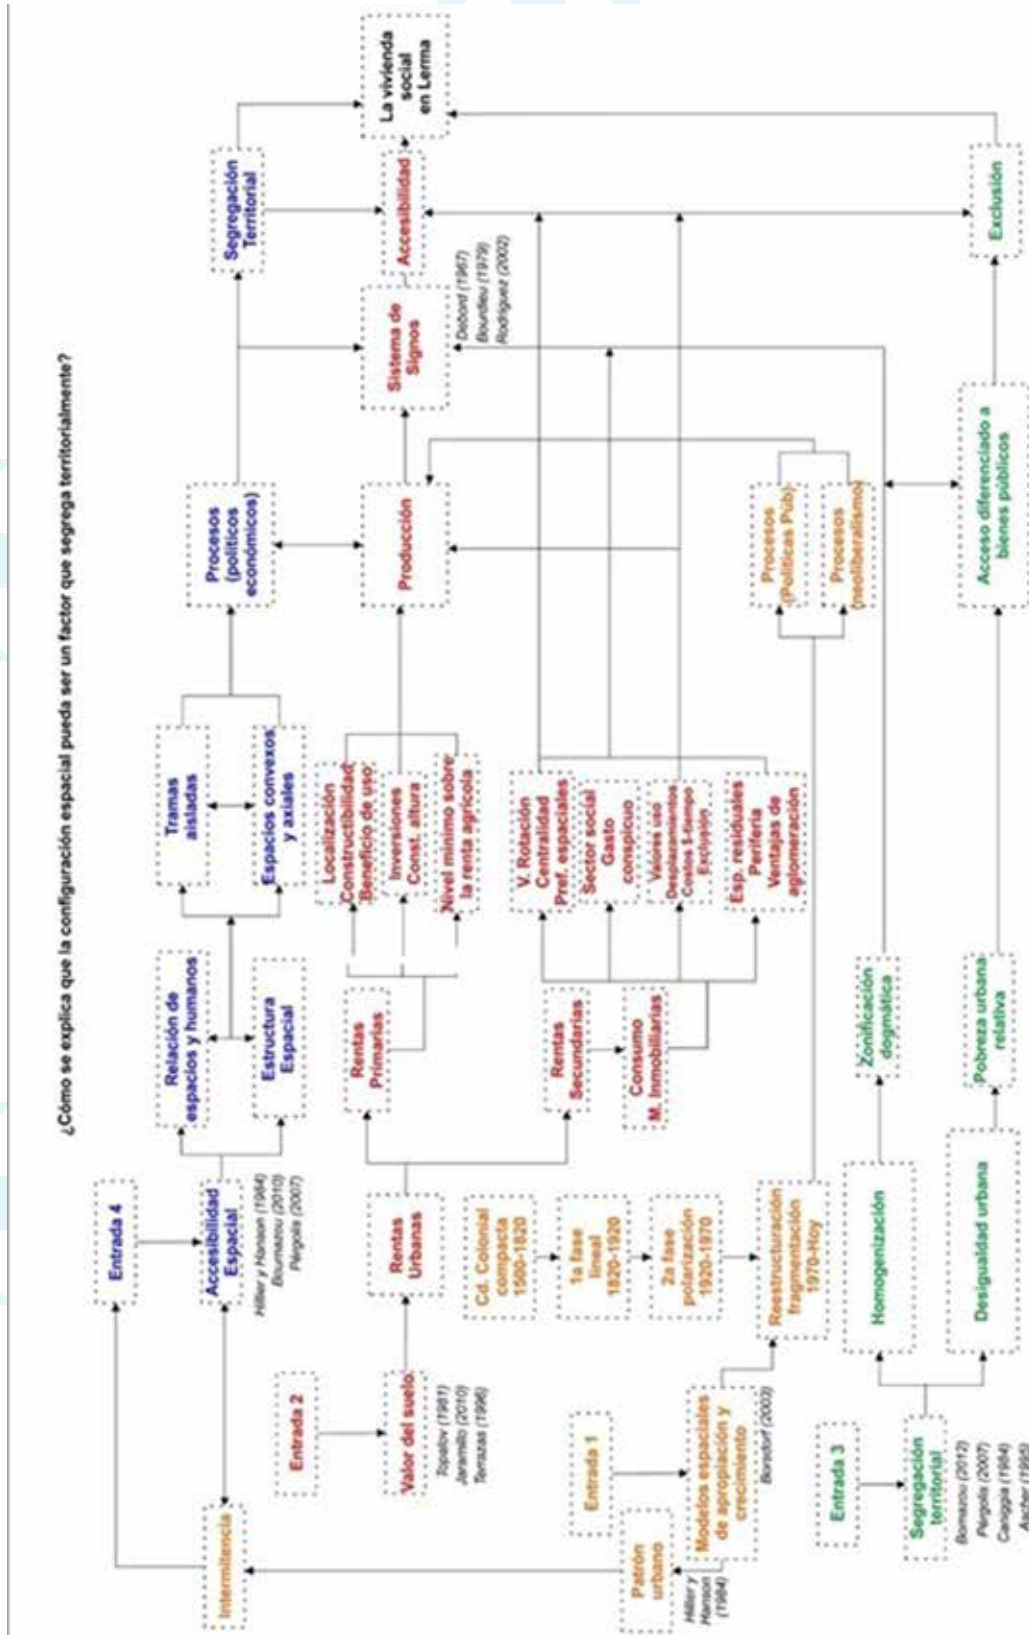 ¿Cómo se explica que la configuración espacial pueda ser un factor que segrega territorialmente?
Entrada 4
Accesibilidad
Espacial
Hillier y Hanson (1984)
Boumazou (2010)
Pérgolis (2007)
Relación de
espacios y humanos
Estructura
Espacial
Tramas
aisladas
Espacios convexos
y axiales
Procesos
(políticos
económicos)
Segregación
Territorial
Intermitencia
Entrada 2
Valor del suelo
Topalov (1981)
Jaramillo (2010)
Terrazas (1996)
Rentas
Urbanas
Rentas
Primarias
Localización
Constructibilidad
Beneficio de uso
Inversiones
Const. altura
Nivel mínimo sobre
la renta agrícola
Producción
Sistema de
Signos
Debord (1967)
Bourdieu (1979)
Rodríguez (2002)
Accesibilidad
La vivienda
social
en Lerma
Rentas
Secundarias
Consumo
M. Inmobiliarias
V. Rotación
Centralidad
Pref. espaciales
Sector social
Gasto
conspicuo
Valores uso
Desplazamientos
Costos $-tiempo
Exclusión
Esp. residuales
Periferia
Ventajas de
aglomeración
Entrada 1
Patrón
urbano
Hillier y
Hanson
(1984)
Modelos espaciales
de apropiación y
crecimiento
Borsdorf (2003)
Cd. Colonial
compacta
1500-1820
1a fase
lineal
1820-1920
2a fase
polarización
1920-1970
Reestructuración
fragmentación
1970-Hoy
Procesos
(Políticas Púb)
Procesos
(neoliberalismo)
Entrada 3
Segregación
territorial
Bomazou (2012)
Pérgolis (2007)
Caniggia (1984)
Ascher (1995)
Homogenización
Zonificación
dogmática
Desigualdad urbana
Pobreza urbana
relativa
Acceso diferenciado a
bienes públicos
Exclusión